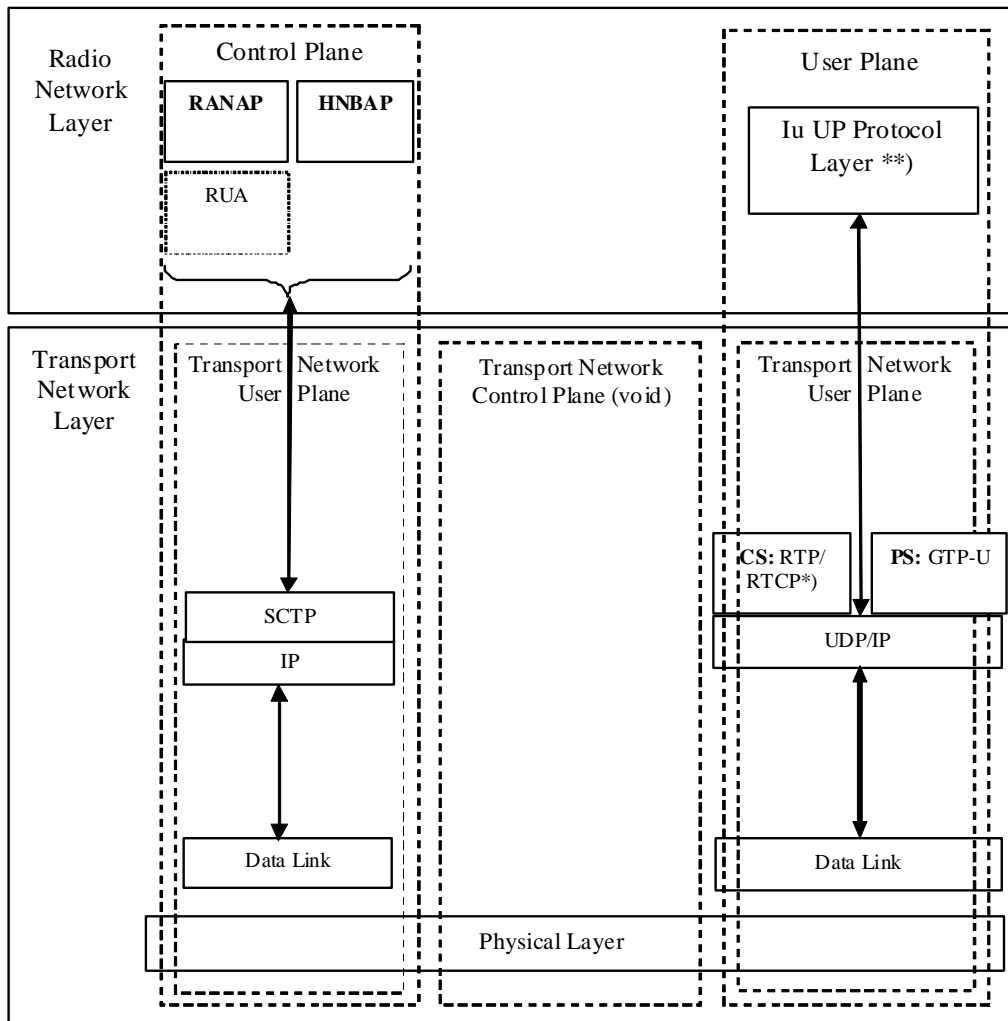 Radio
Network
Layer
Control Plane
RANAP
HNBAP
RUA
User Plane
Iu UP Protocol
Layer **)
Transport
Network
Layer
Transport Network
User Plane
Transport Network
Control Plane (void)
Transport Network
User Plane
CS: RTP/
RTCP*)
PS: GTP-U
SCTP
IP
UDP/IP
Data Link
Data Link
Physical Layer